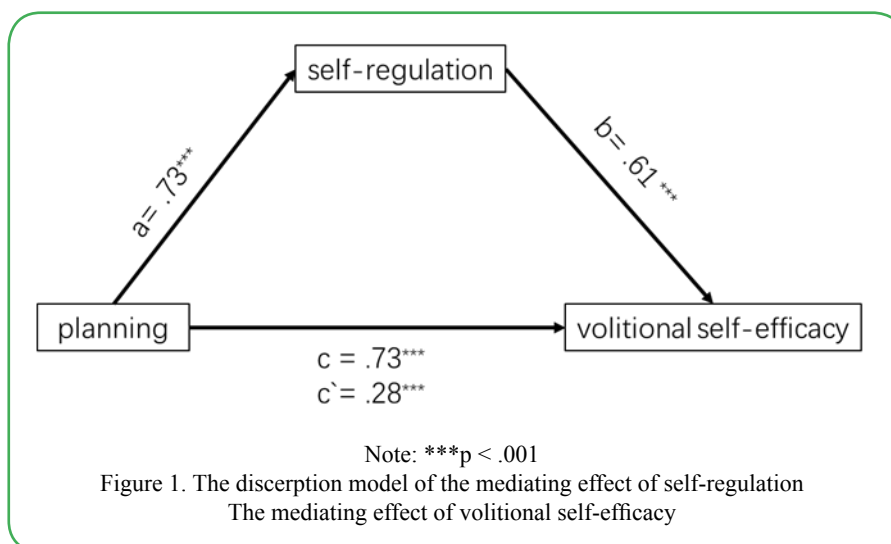 self-regulation
a= .73***
b= .61 ***
planning
volitional self-efficacy
c = .73***
c`= .28***
Note: ***p < .001
Figure 1. The discerption model of the mediating effect of self-regulation
The mediating effect of volitional self-efficacy